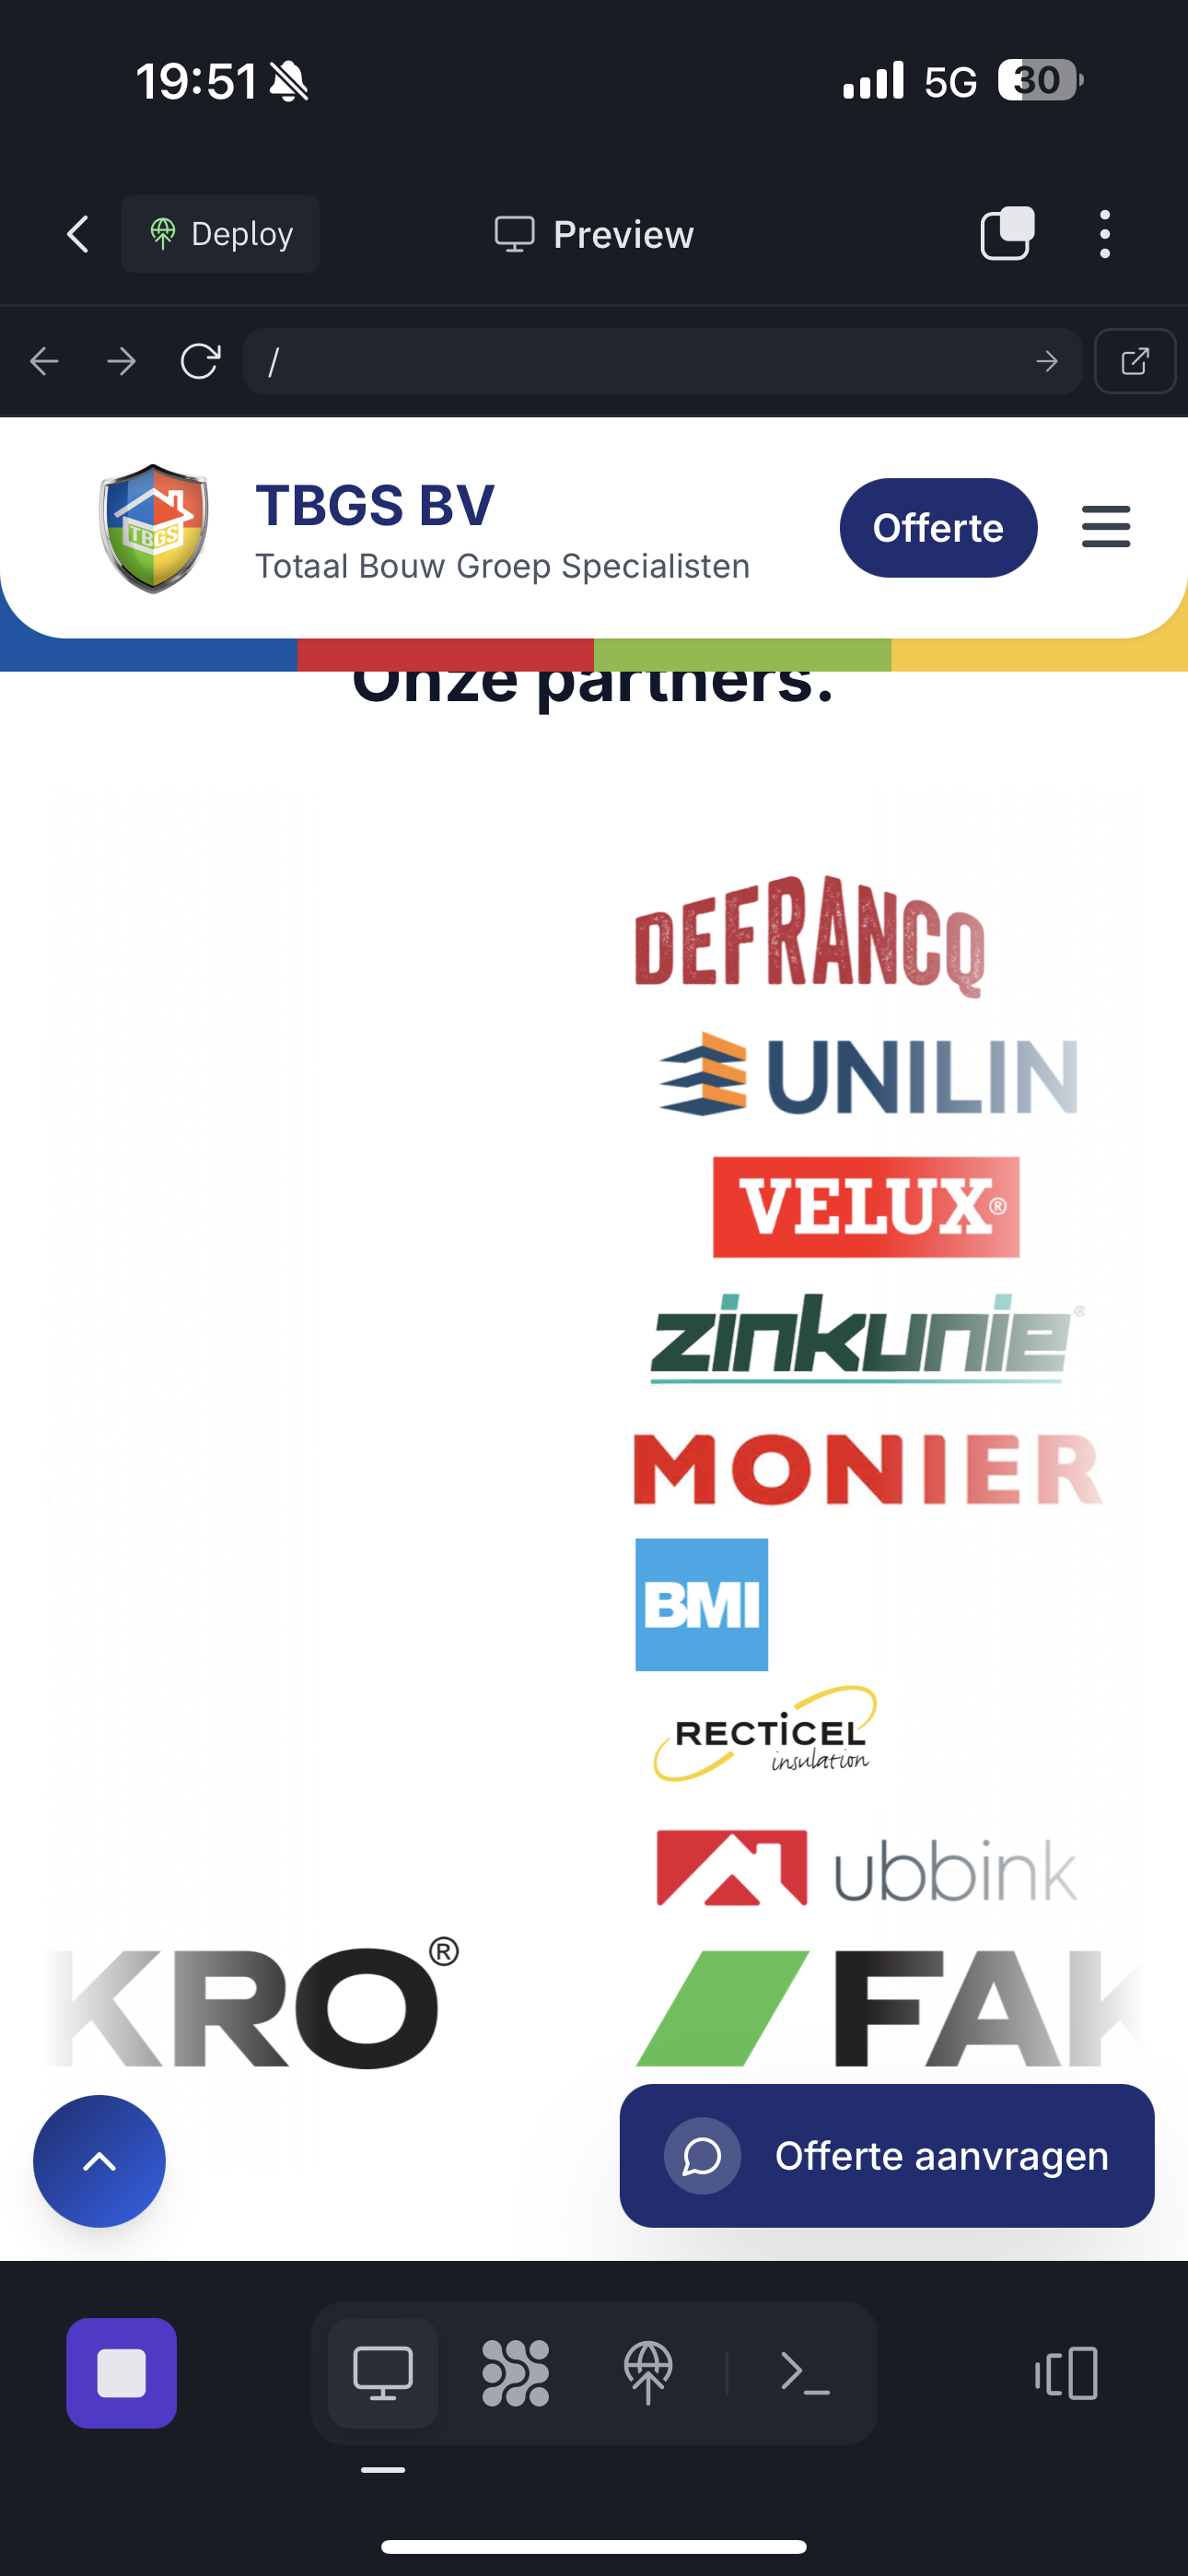 19:51
5G
30
Deploy
Preview
/
TBGS BV
Totaal Bouw Groep Specialisten
TBGS
Offerte
Onze partners.
DEFRANCQ
UNILIN
VELUX®
zinkunie®
MONIER
BMI
RECTICEL
insulation
ubbink
KRO®
FAK
Offerte aanvragen